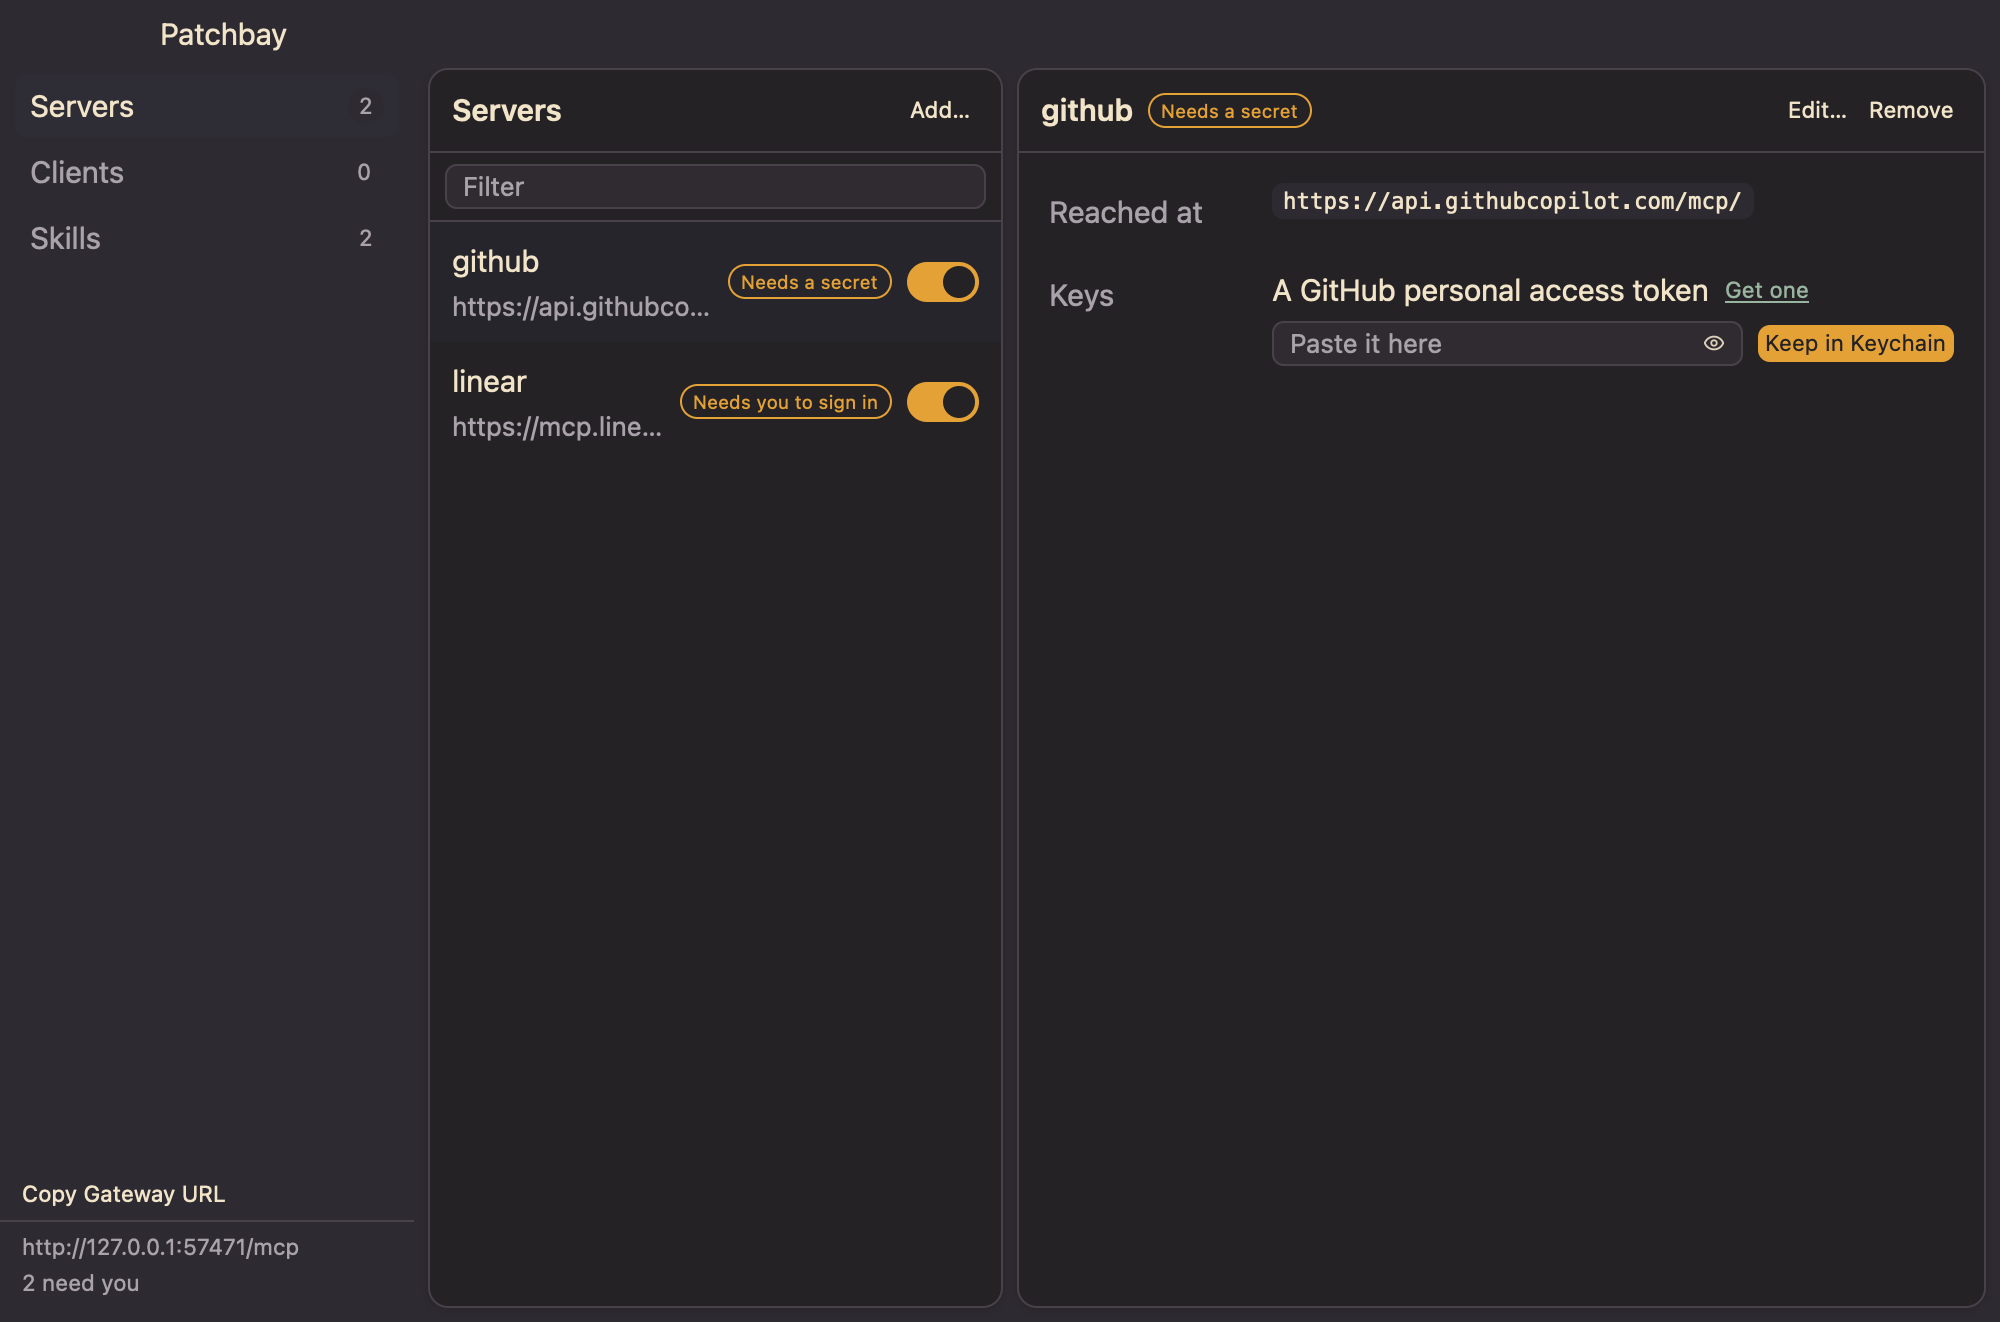 Patchbay
Servers 2
Clients 0
Skills 2
Copy Gateway URL
http://127.0.0.1:57471/mcp
2 need you
Servers Add...
Filter
github
https://api.githubco...
Needs a secret
linear
https://mcp.line...
Needs you to sign in
github Needs a secret Edit... Remove
Reached at https://api.githubcopilot.com/mcp/
Keys A GitHub personal access token Get one
Paste it here Keep in Keychain